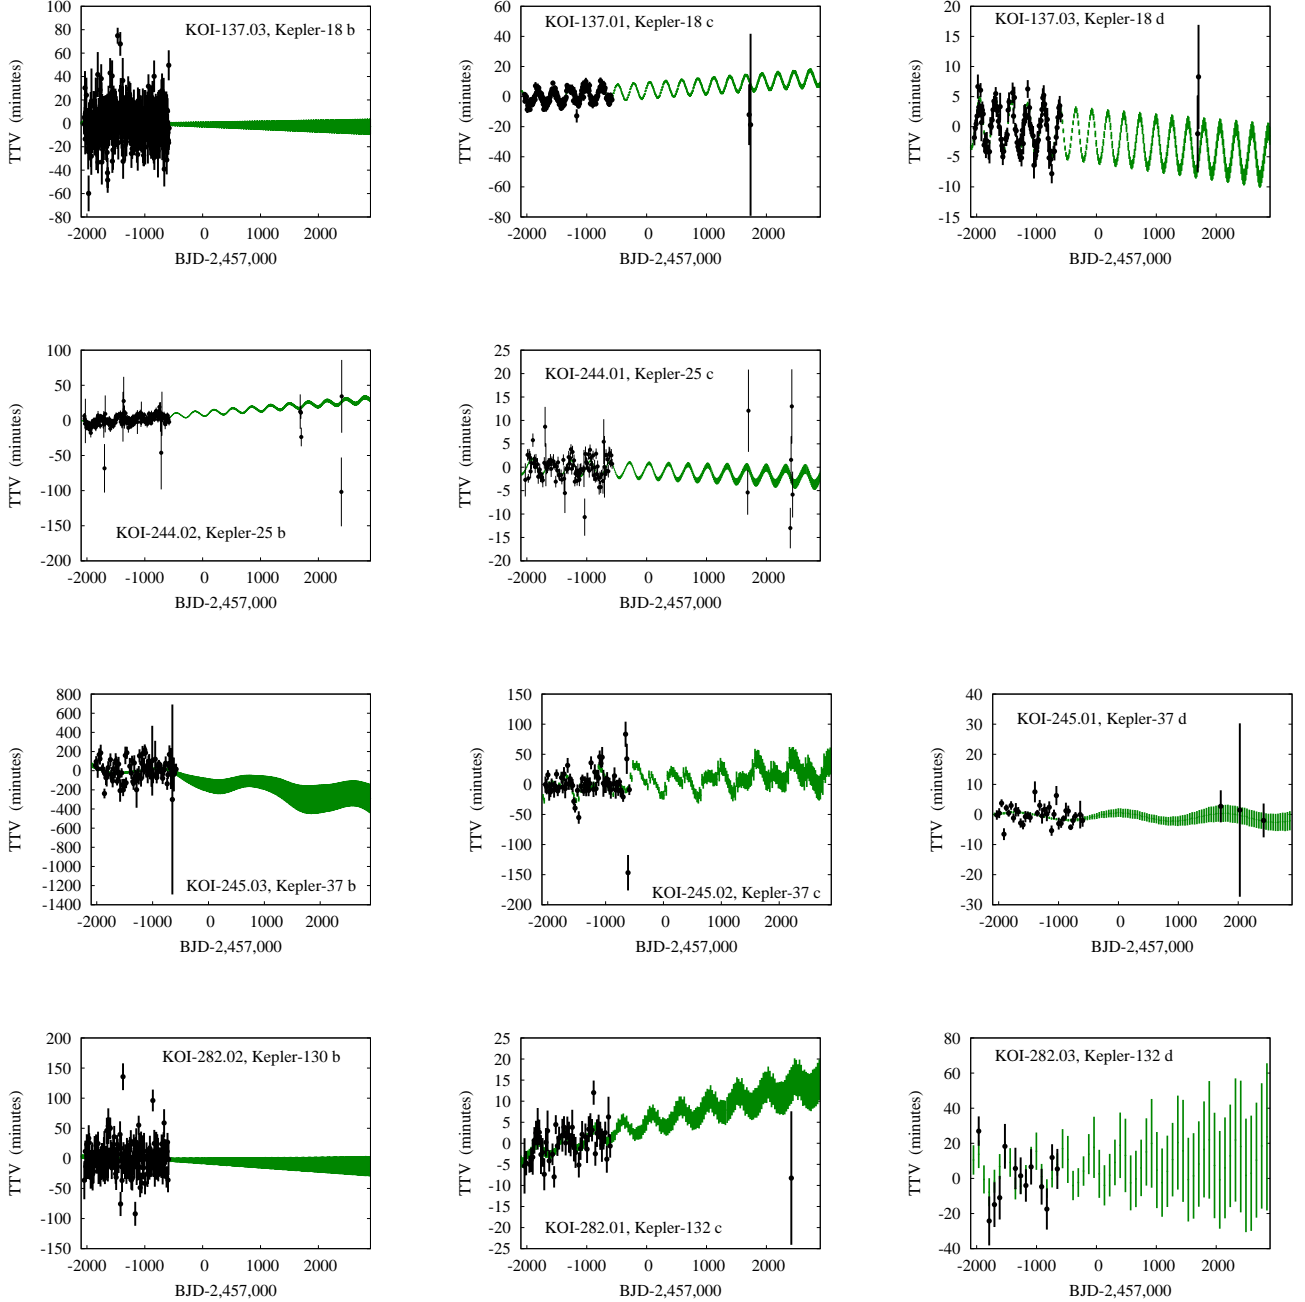 KOI-137.03, Kepler-18 b
TTV (minutes)
100
80
60
40
20
0
-20
-40
-60
-80
-2000 -1000 0 1000 2000
BJD-2,457,000
KOI-137.01, Kepler-18 c
TTV (minutes)
60
40
20
0
-20
-40
-60
-80
-2000 -1000 0 1000 2000
BJD-2,457,000
KOI-137.03, Kepler-18 d
TTV (minutes)
20
15
10
5
0
-5
-10
-15
-2000 -1000 0 1000 2000
BJD-2,457,000
KOI-244.02, Kepler-25 b
TTV (minutes)
100
50
0
-50
-100
-150
-200
-2000 -1000 0 1000 2000
BJD-2,457,000
KOI-244.01, Kepler-25 c
TTV (minutes)
25
20
15
10
5
0
-5
-10
-15
-20
-2000 -1000 0 1000 2000
BJD-2,457,000
KOI-245.03, Kepler-37 b
TTV (minutes)
800
600
400
200
0
-200
-400
-600
-800
-1000
-1200
-1400
-2000 -1000 0 1000 2000
BJD-2,457,000
KOI-245.02, Kepler-37 c
TTV (minutes)
150
100
50
0
-50
-100
-150
-200
-2000 -1000 0 1000 2000
BJD-2,457,000
KOI-245.01, Kepler-37 d
TTV (minutes)
40
30
20
10
0
-10
-20
-30
-2000 -1000 0 1000 2000
BJD-2,457,000
KOI-282.02, Kepler-130 b
TTV (minutes)
200
150
100
50
0
-50
-100
-150
-2000 -1000 0 1000 2000
BJD-2,457,000
KOI-282.01, Kepler-132 c
TTV (minutes)
25
20
15
10
5
0
-5
-10
-15
-20
-25
-2000 -1000 0 1000 2000
BJD-2,457,000
KOI-282.03, Kepler-132 d
TTV (minutes)
80
60
40
20
0
-20
-40
-2000 -1000 0 1000 2000
BJD-2,457,000